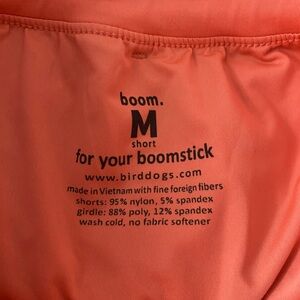 boom.
M
short
for your boomstick
www.birddogs.com
made in Vietnam with fine foreign fibers
shorts: 95% nylon, 5% spandex
girdle: 88% poly, 12% spandex
wash cold, no fabric softener